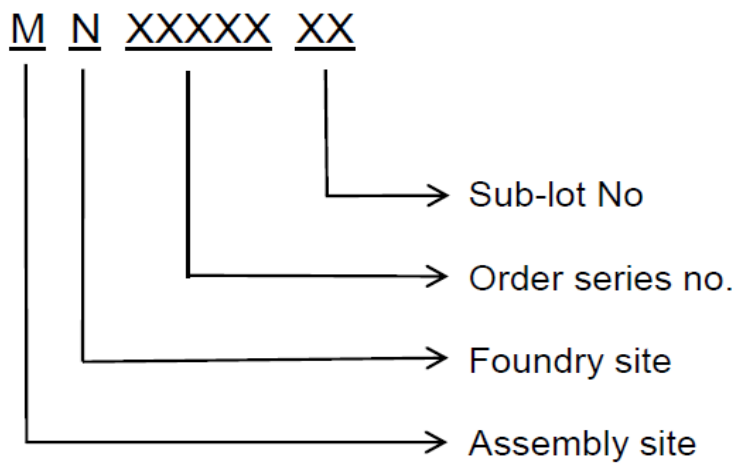 M N XXXXX XX
Sub-lot No
Order series no.
Foundry site
Assembly site